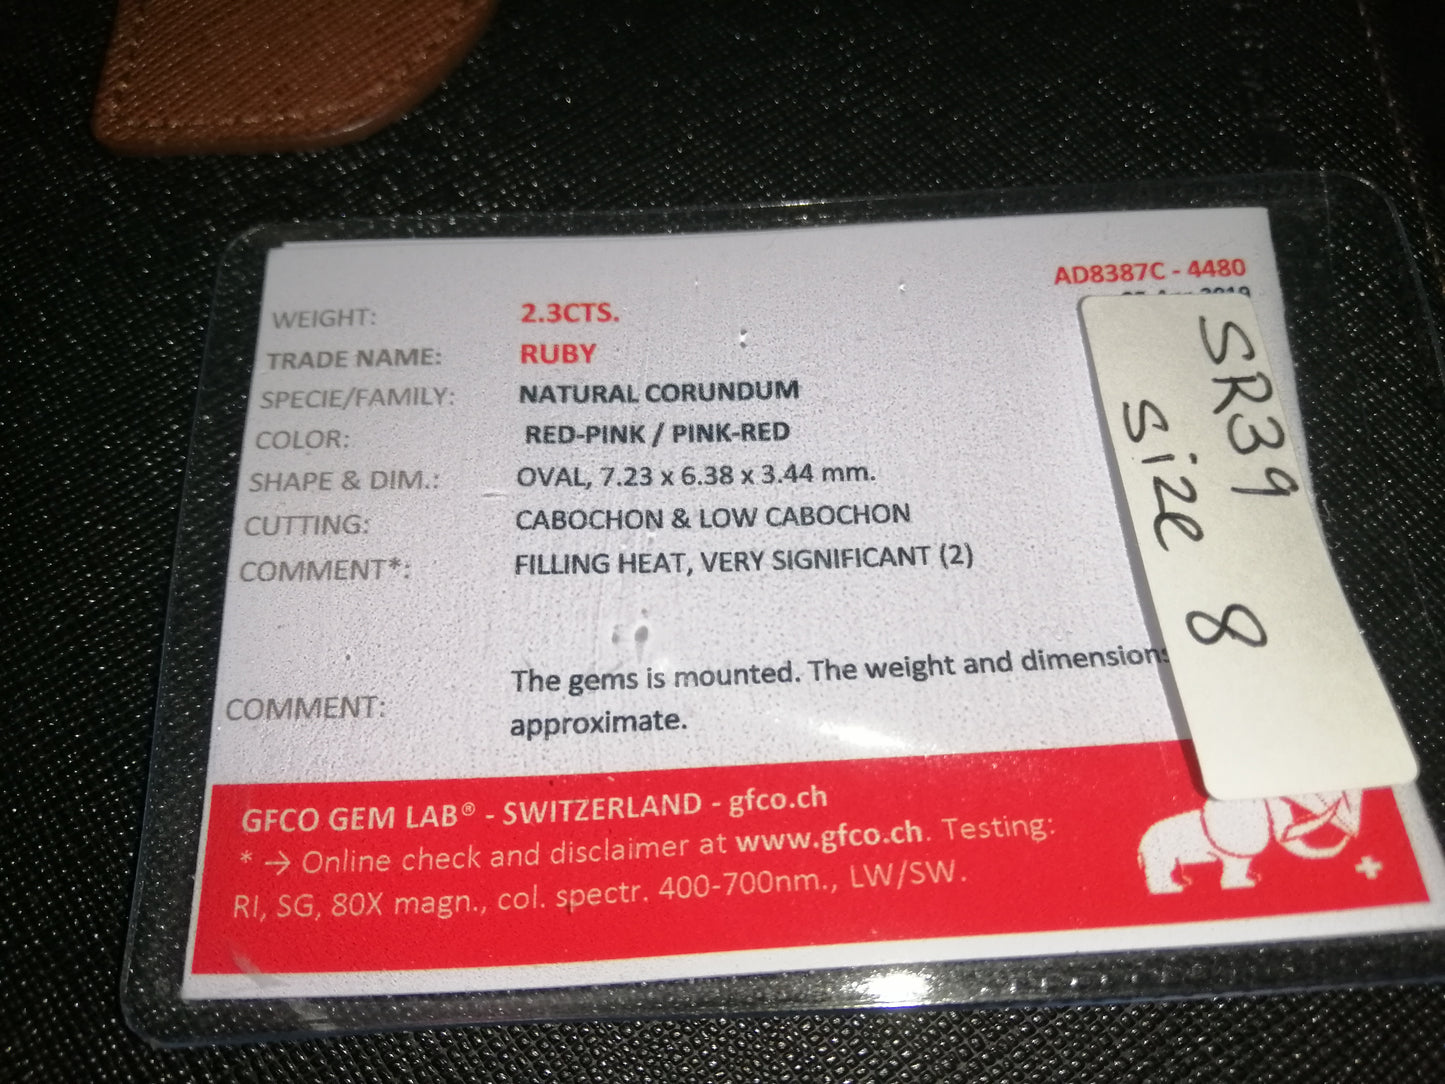 AD8387C - 4480
2019
WEIGHT: 2.3CTS.
TRADE NAME: RUBY
SPECIE/FAMILY: NATURAL CORUNDUM
COLOR: RED-PINK / PINK-RED
SHAPE & DIM.: OVAL, 7.23 x 6.38 x 3.44 mm.
CUTTING: CABOCHON & LOW CABOCHON
COMMENT*: FILLING HEAT, VERY SIGNIFICANT (2)
COMMENT: The gems is mounted. The weight and dimensions
approximate.
GFCO GEM LAB® - SWITZERLAND - gfco.ch
* → Online check and disclaimer at www.gfco.ch. Testing:
RI, SG, 80X magn., col. spectr. 400-700nm., LW/SW.
SR39
Size 8